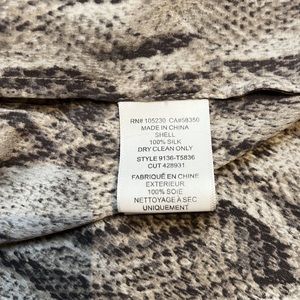 RN# 105230 CA#58350
MADE IN CHINA
SHELL
100% SILK
DRY CLEAN ONLY
STYLE 9136-T5836
CUT 428931
FABRIQUÉ EN CHINE
EXTERIEUR
100% SOIE
NETTOYAGE À SEC
UNIQUEMENT